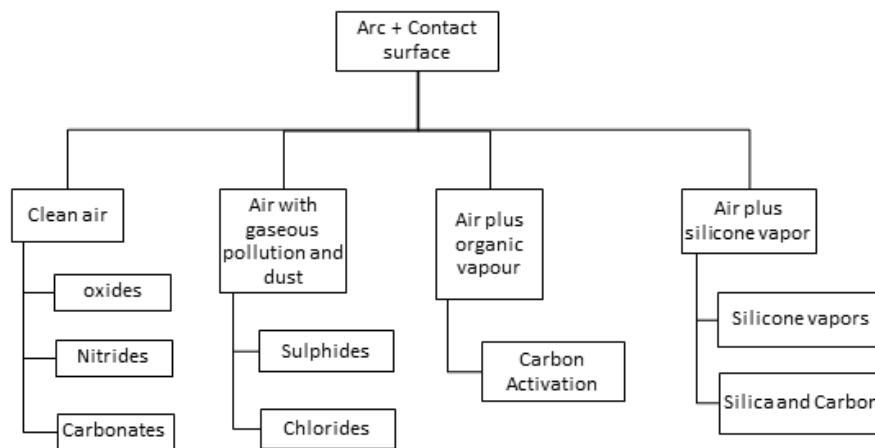 Arc + Contact
surface
Clean air
oxides
Nitrides
Carbonates
Air with
gaseous
pollution and
dust
Sulphides
Chlorides
Air plus
organic
vapour
Carbon
Activation
Air plus
silicone vapor
Silicone vapors
Silica and Carbon